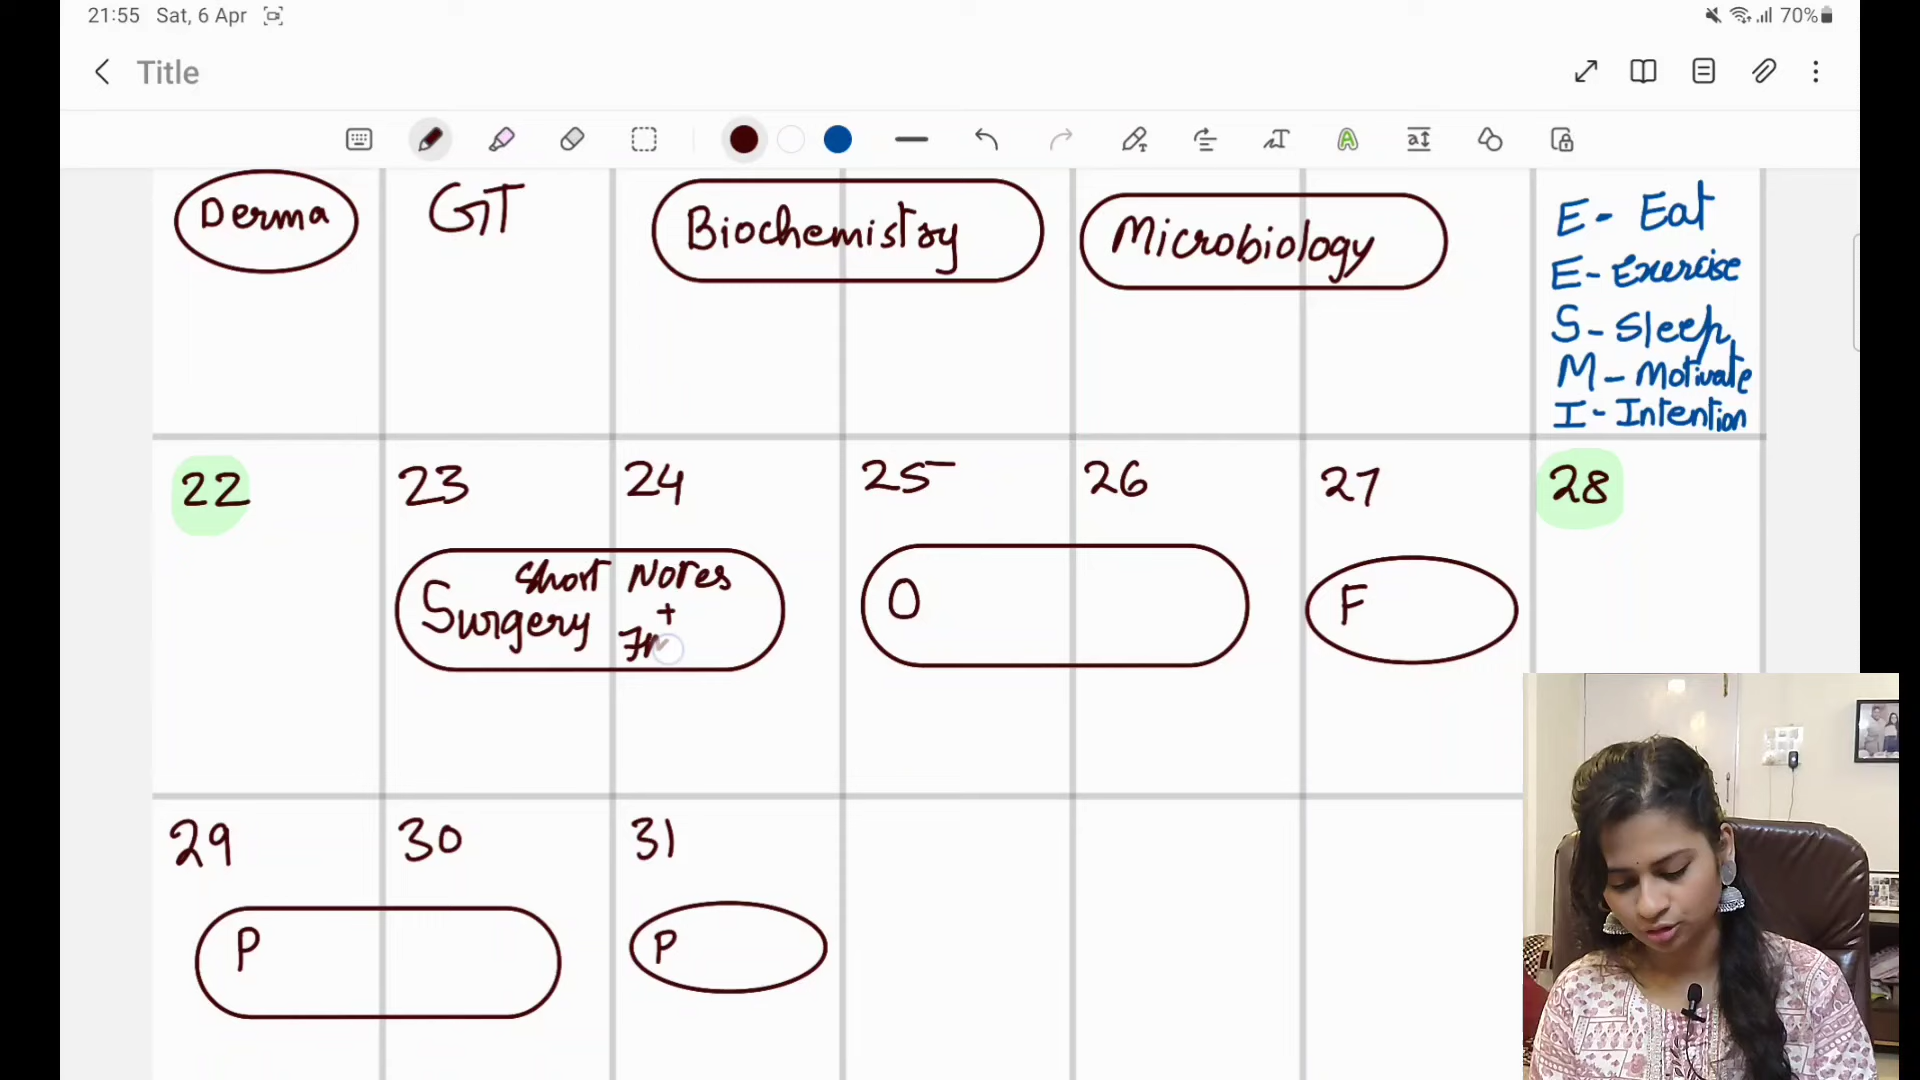 21:55 Sat, 6 Apr
70%
Title
Derma
GT
Biochemistry
Microbiology
E- Eat
E- Exercise
S- Sleep
M- Motivate
I- Intention
22
23
24
25
26
27
28
Short Notes
Surgery
+
O
F
29
30
31
P
P